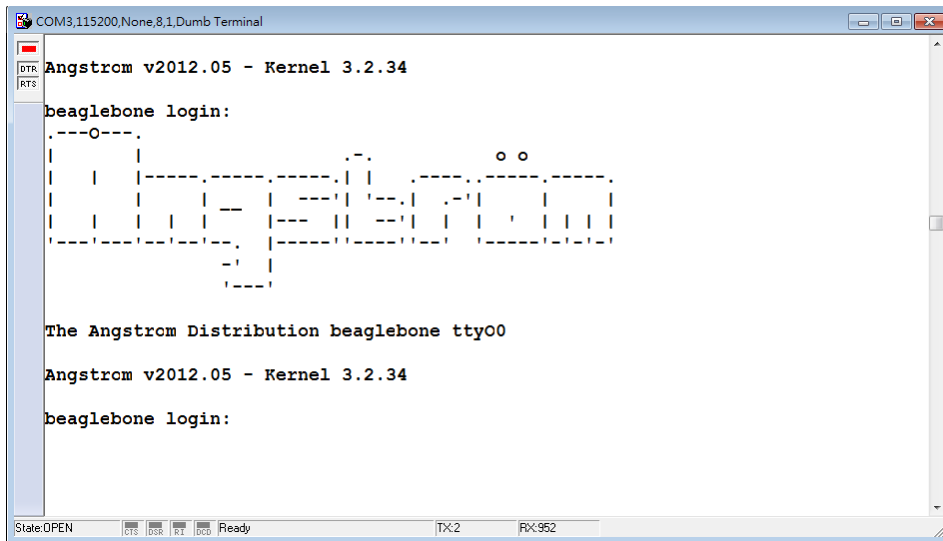 COM3,115200,None,8,1,Dumb Terminal
DTR
RTS
Angstrom v2012.05 - Kernel 3.2.34
beaglebone login:
.---O---.
|       |                  .-.           o o
|   |   |-----.-----.-----.| |   .----..-----.-----.
|       |     | __  |  ---'| '--.|  .-'|     |     |
|   |   |  |  |     |---  ||  --'|  |  |  '  | | | |
'---'---'--'--'--.  |-----''----''--'  '-----'-'-'-'
                -'  |
                '---'
The Angstrom Distribution beaglebone ttyO0
Angstrom v2012.05 - Kernel 3.2.34
beaglebone login:
State:OPEN CTS DSR RI DCD Ready TX:2 RX:952